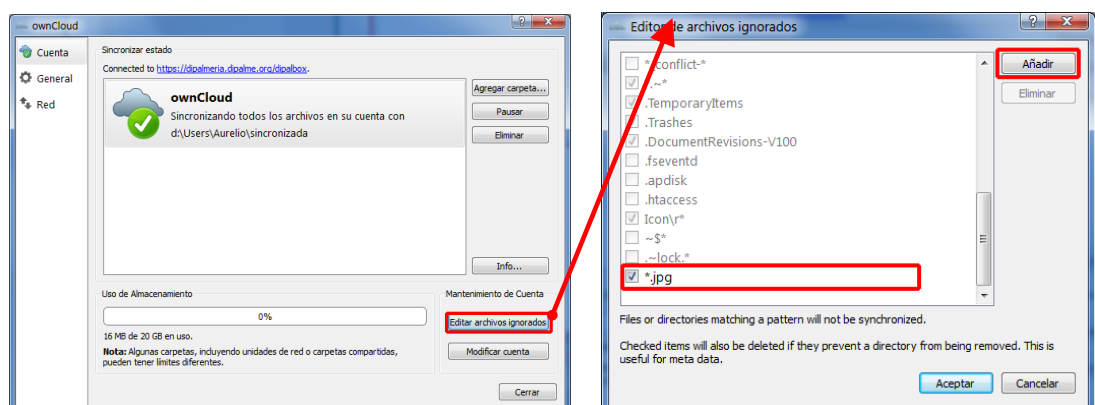 ownCloud
Cuenta
General
Red
Sincronizar estado
Connected to https://dipalmeria.dipalme.org/dipalbox.
ownCloud
Sincronizando todos los archivos en su cuenta con
d:\Users\Aurelio\sincronizada
Agregar carpeta...
Pausar
Eliminar
Info...
Uso de Almacenamiento
0%
16 MB de 20 GB en uso.
Nota: Algunas carpetas, incluyendo unidades de red o carpetas compartidas,
pueden tener límites diferentes.
Mantenimiento de Cuenta
Editar archivos ignorados
Modificar cuenta
Cerrar
Editor de archivos ignorados
*_conflict-*
.~*
.TemporaryItems
.Trashes
.DocumentRevisions-V100
.fseventd
.apdisk
.htaccess
Icon\r*
~$*
.~lock.*
*.jpg
Añadir
Eliminar
Files or directories matching a pattern will not be synchronized.
Checked items will also be deleted if they prevent a directory from being removed. This is
useful for meta data.
Aceptar
Cancelar